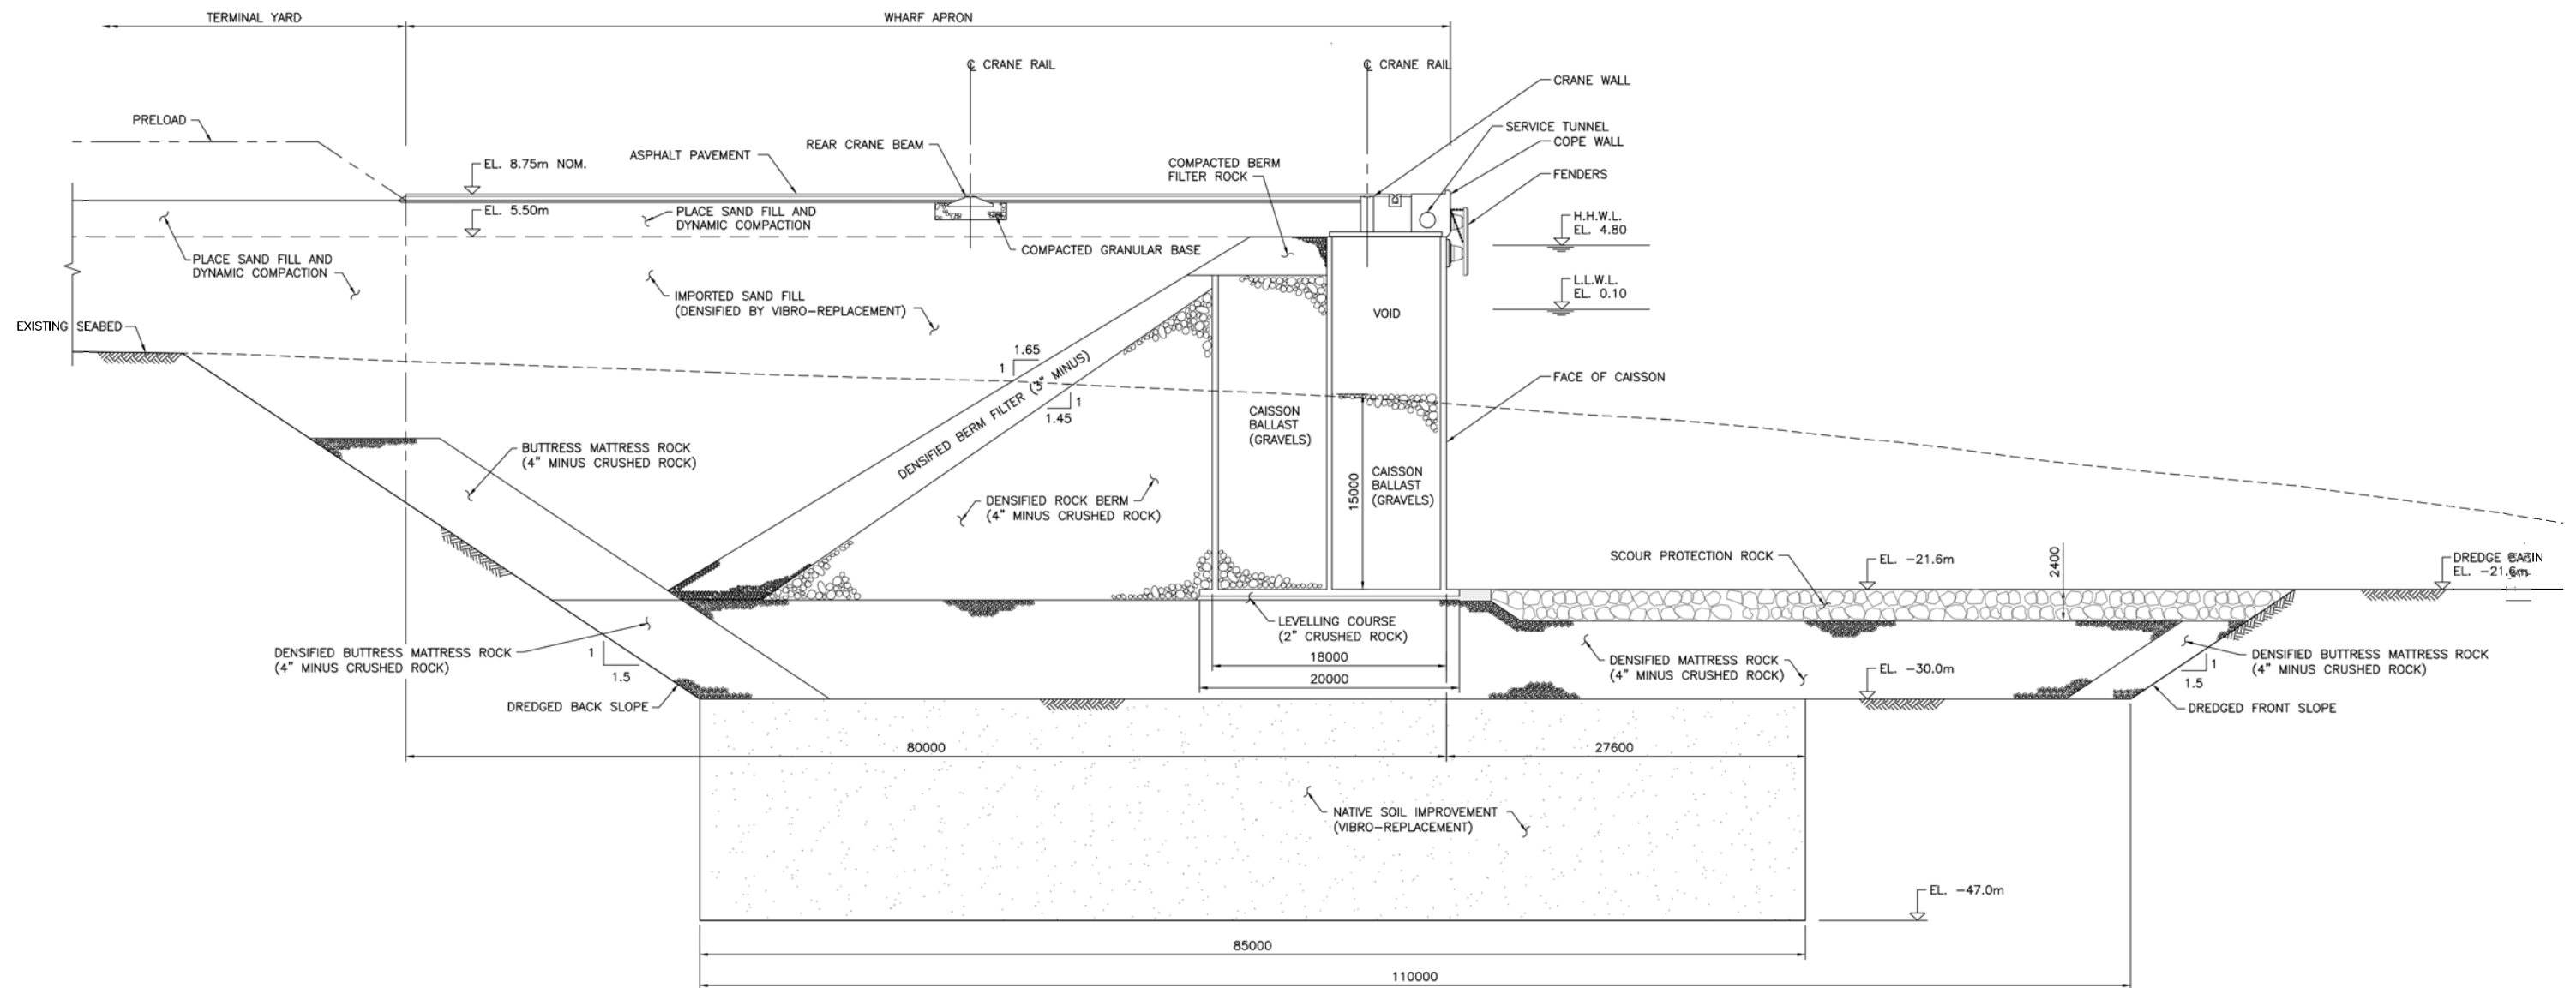 TERMINAL YARD
WHARF APRON
℄ CRANE RAIL
℄ CRANE RAIL
CRANE WALL
PRELOAD
SERVICE TUNNEL
COPE WALL
REAR CRANE BEAM
ASPHALT PAVEMENT
EL. 8.75m NOM.
COMPACTED BERM
FILTER ROCK
FENDERS
EL. 5.50m
PLACE SAND FILL AND
DYNAMIC COMPACTION
H.H.W.L.
EL. 4.80
COMPACTED GRANULAR BASE
PLACE SAND FILL AND
DYNAMIC COMPACTION
L.L.W.L.
EL. 0.10
IMPORTED SAND FILL
(DENSIFIED BY VIBRO-REPLACEMENT)
VOID
EXISTING SEABED
1.65
1
DENSIFIED BERM FILTER (3" MINUS)
1
1.45
FACE OF CAISSON
CAISSON
BALLAST
(GRAVELS)
BUTTRESS MATTRESS ROCK
(4" MINUS CRUSHED ROCK)
CAISSON
BALLAST
(GRAVELS)
15000
DENSIFIED ROCK BERM
(4" MINUS CRUSHED ROCK)
SCOUR PROTECTION ROCK
EL. -21.6m
2400
DREDGE BASIN
EL. -21.6m
LEVELLING COURSE
(2" CRUSHED ROCK)
DENSIFIED BUTTRESS MATTRESS ROCK
(4" MINUS CRUSHED ROCK)
1
1.5
18000
20000
DENSIFIED MATTRESS ROCK
(4" MINUS CRUSHED ROCK)
EL. -30.0m
DENSIFIED BUTTRESS MATTRESS ROCK
(4" MINUS CRUSHED ROCK)
1
1.5
DREDGED BACK SLOPE
DREDGED FRONT SLOPE
80000
27600
NATIVE SOIL IMPROVEMENT
(VIBRO-REPLACEMENT)
EL. -47.0m
85000
110000